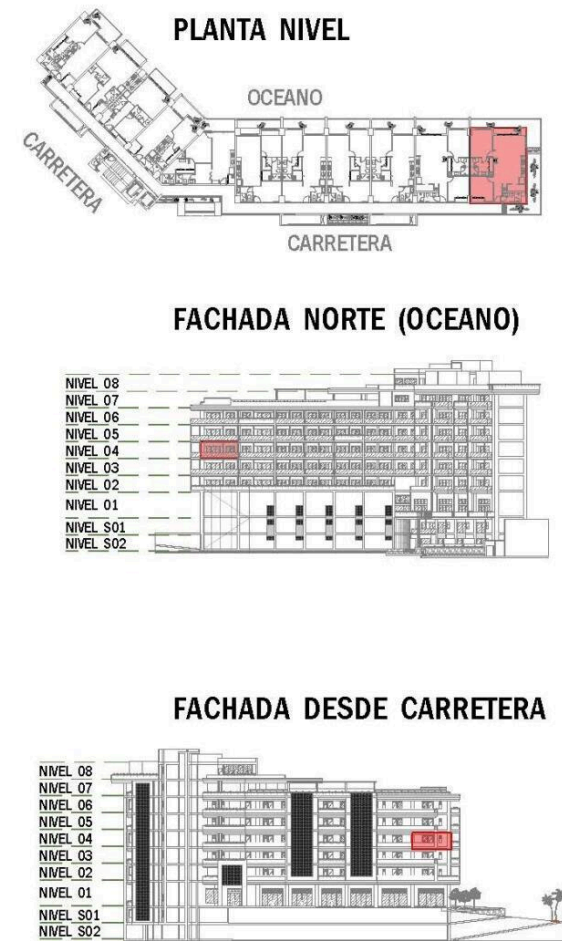 PLANTA NIVEL
OCEANO
CARRETERA
CARRETERA
FACHADA NORTE (OCEANO)
NIVEL 08
NIVEL 07
NIVEL 06
NIVEL 05
NIVEL 04
NIVEL 03
NIVEL 02
NIVEL 01
NIVEL S01
NIVEL S02
FACHADA DESDE CARRETERA
NIVEL 08
NIVEL 07
NIVEL 06
NIVEL 05
NIVEL 04
NIVEL 03
NIVEL 02
NIVEL 01
NIVEL S01
NIVEL S02